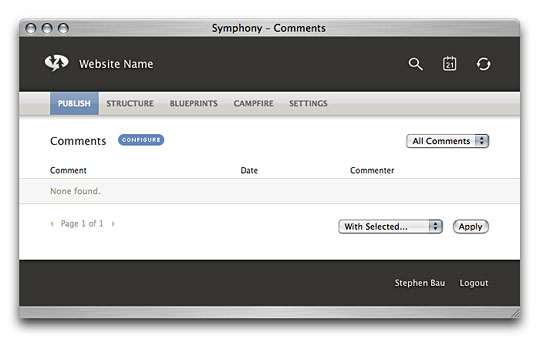 Symphony – Comments
Website Name
21
PUBLISH STRUCTURE BLUEPRINTS CAMPFIRE SETTINGS
Comments CONFIGURE All Comments
Comment Date Commenter
None found.
Page 1 of 1 With Selected... Apply
Stephen Bau Logout